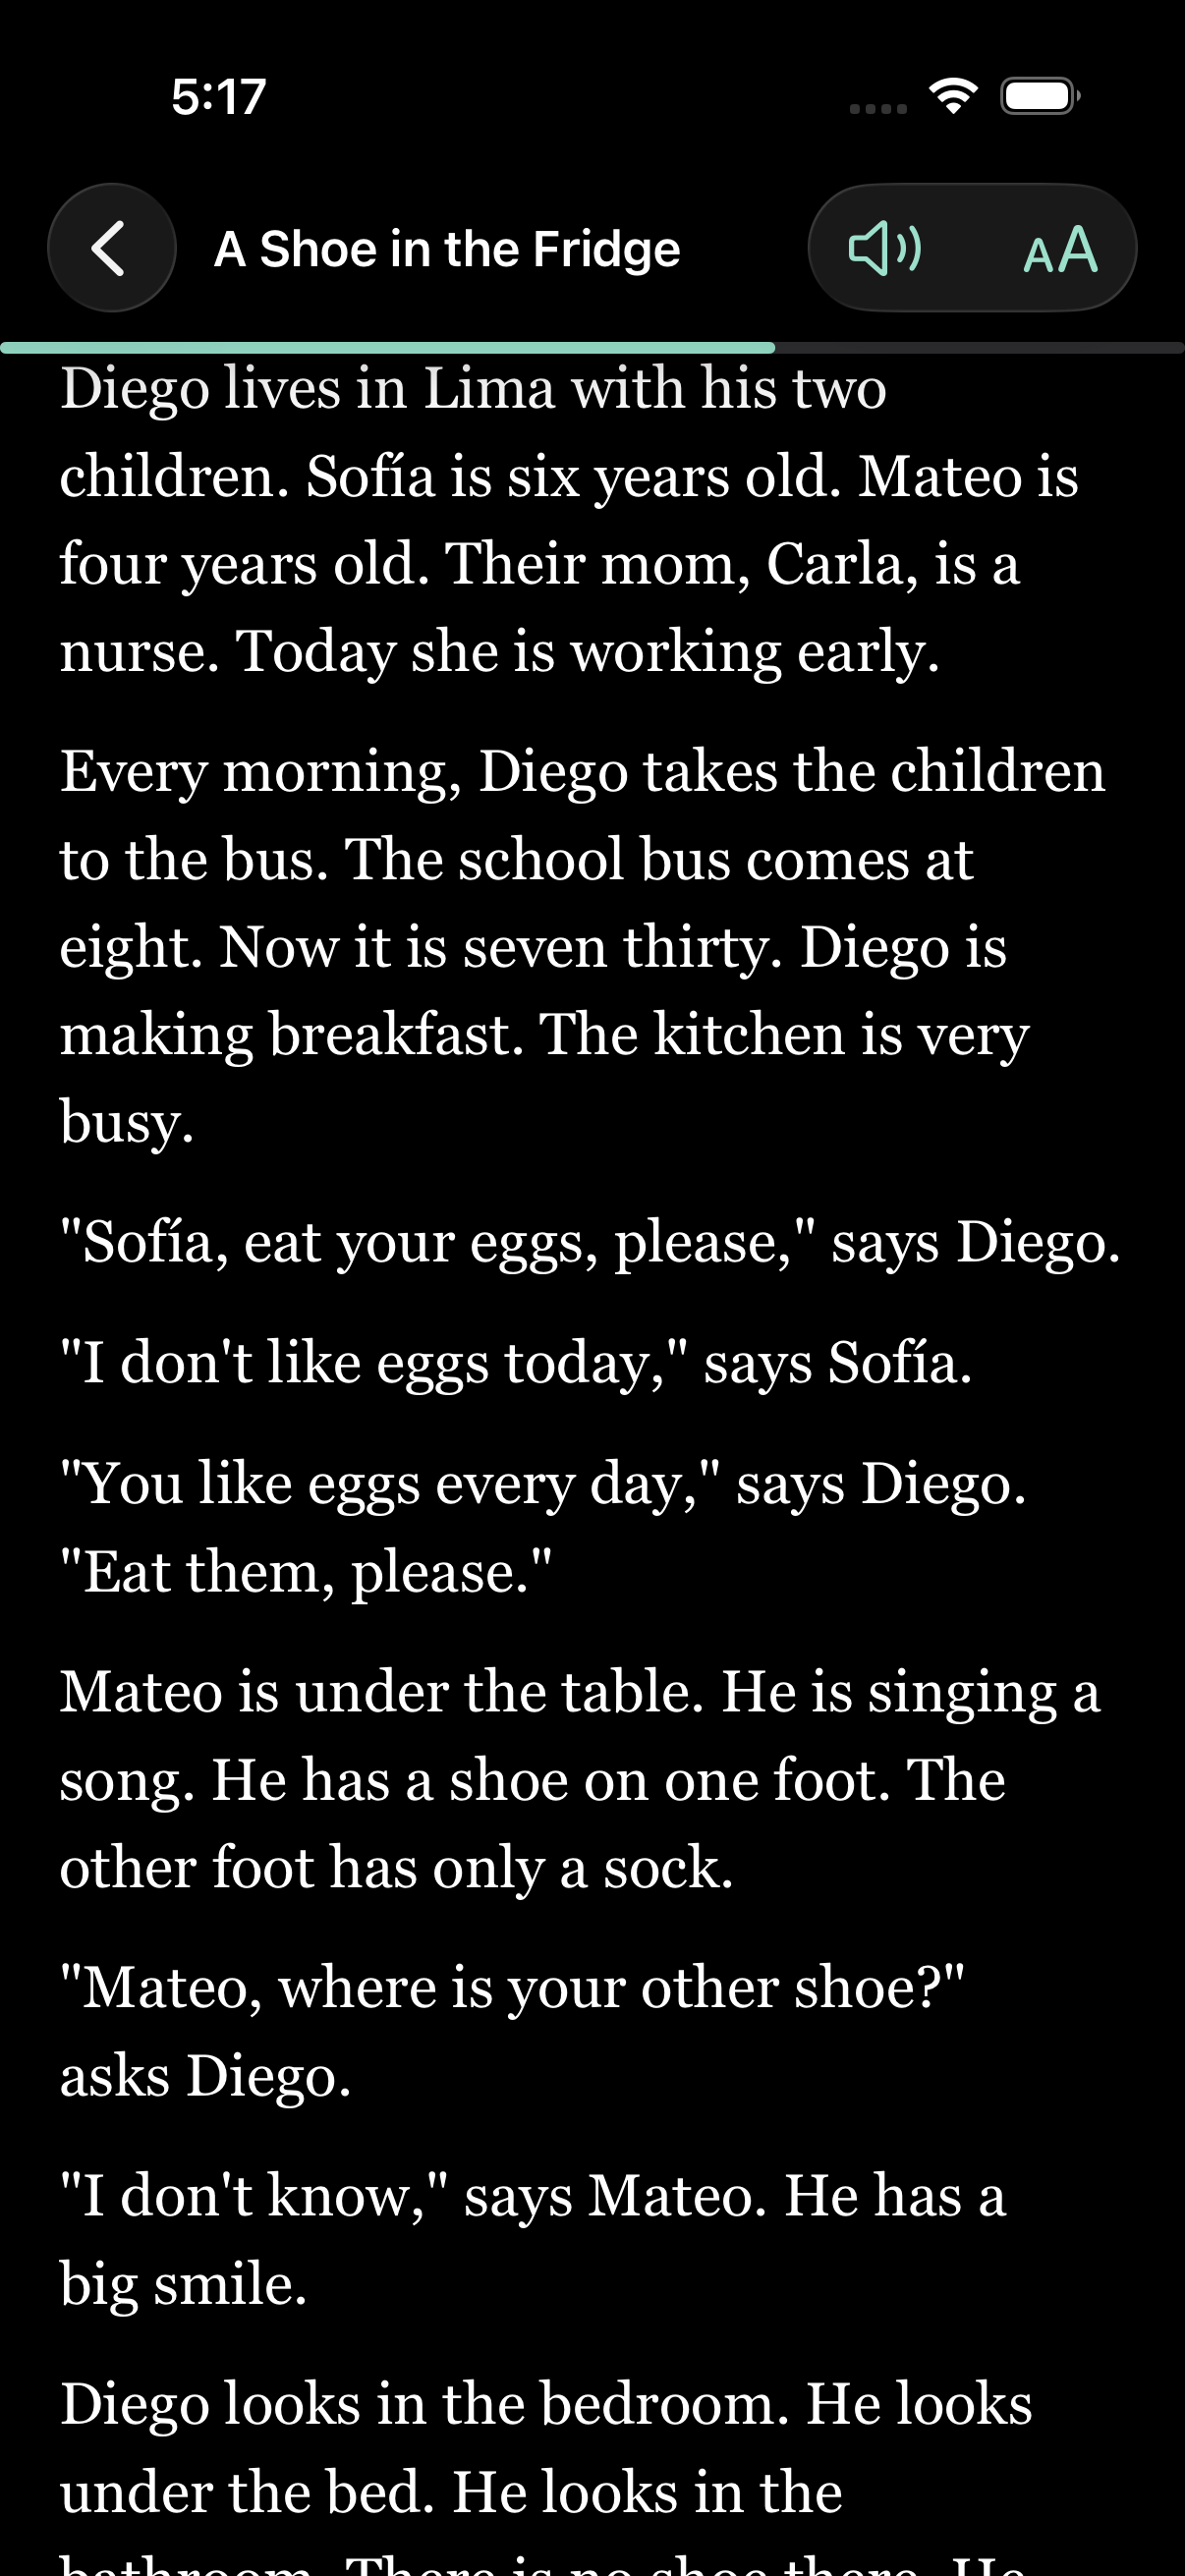 5:17
A Shoe in the Fridge
AA
Diego lives in Lima with his two
children. Sofía is six years old. Mateo is
four years old. Their mom, Carla, is a
nurse. Today she is working early.
Every morning, Diego takes the children
to the bus. The school bus comes at
eight. Now it is seven thirty. Diego is
making breakfast. The kitchen is very
busy.
"Sofía, eat your eggs, please," says Diego.
"I don't like eggs today," says Sofía.
"You like eggs every day," says Diego.
"Eat them, please."
Mateo is under the table. He is singing a
song. He has a shoe on one foot. The
other foot has only a sock.
"Mateo, where is your other shoe?"
asks Diego.
"I don't know," says Mateo. He has a
big smile.
Diego looks in the bedroom. He looks
under the bed. He looks in the
bathroom. There is no shoe there. He